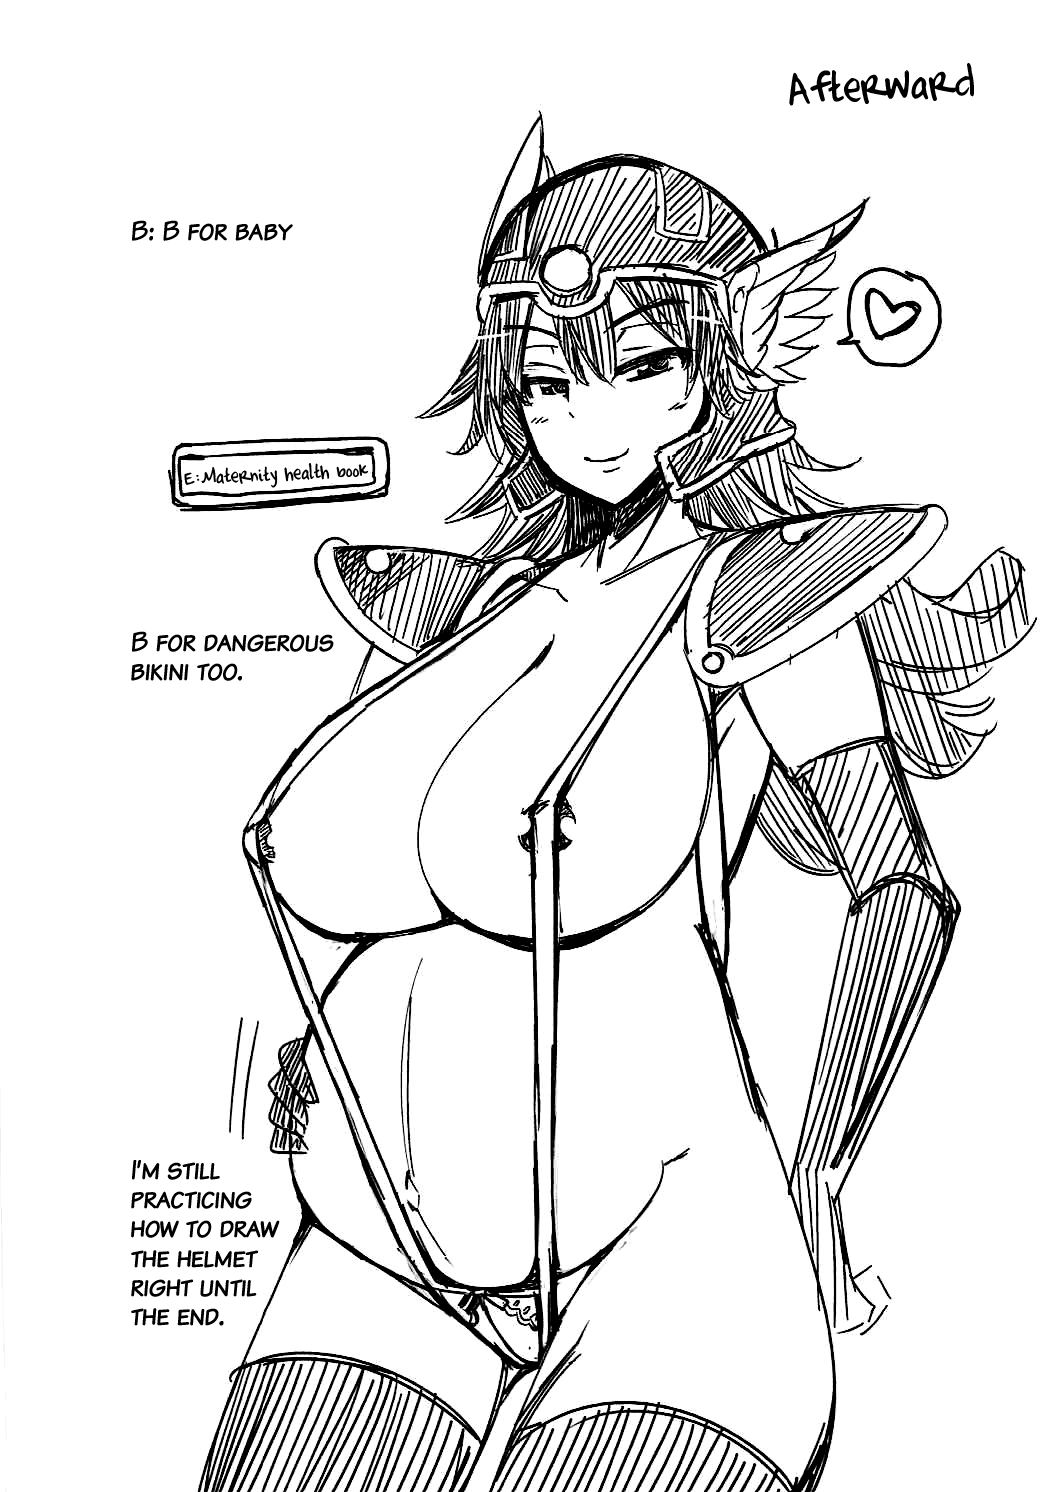 Afterward
B: B FOR BABY
E: Maternity health book
B FOR DANGEROUS
BIKINI TOO.
I'M STILL
PRACTICING
HOW TO DRAW
THE HELMET
RIGHT UNTIL
THE END.